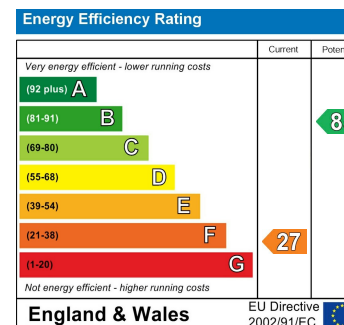 Energy Efficiency Rating
Current
Very energy efficient - lower running costs
(92 plus) A
(81-91) B
8
(69-80) C
(55-68) D
(39-54) E
(21-38) F
27
(1-20) G
Not energy efficient - higher running costs
England & Wales
EU Directive
2002/91/EC